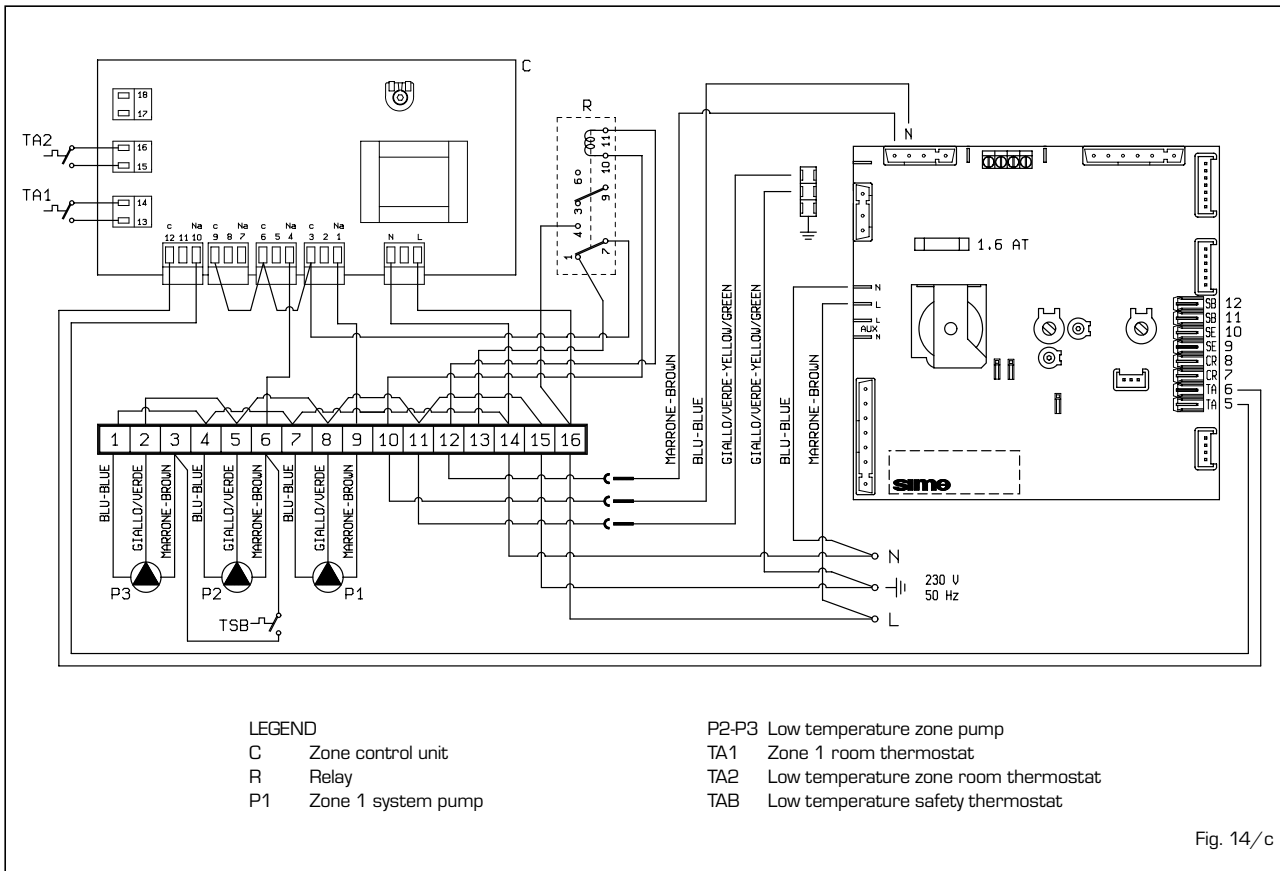 C
R
18
17
16
15
14
13
TA2
TA1
C Na C Na C Na N L
12 11 10 9 8 7 6 5 4 3 2 1
11
10
6
9
3
4
7
1
N
1.6 AT
N
L
L
AUX
N
SB 12
SB 11
SE 10
SE 9
CR 8
CR 7
TA 6
TA 5
sime
MARRONE-BROWN
BLU-BLUE
GIALLO/VERDE-YELLOW/GREEN
GIALLO/VERDE-YELLOW/GREEN
BLU-BLUE
MARRONE-BROWN
1 2 3 4 5 6 7 8 9 10 11 12 13 14 15 16
BLU-BLUE
GIALLO/VERDE
MARRONE-BROWN
BLU-BLUE
GIALLO/VERDE
MARRONE-BROWN
BLU-BLUE
GIALLO/VERDE
MARRONE-BROWN
P3
P2
P1
TSB
N
230 V
50 Hz
L
LEGEND
C Zone control unit
R Relay
P1 Zone 1 system pump
P2-P3 Low temperature zone pump
TA1 Zone 1 room thermostat
TA2 Low temperature zone room thermostat
TAB Low temperature safety thermostat
Fig. 14/c